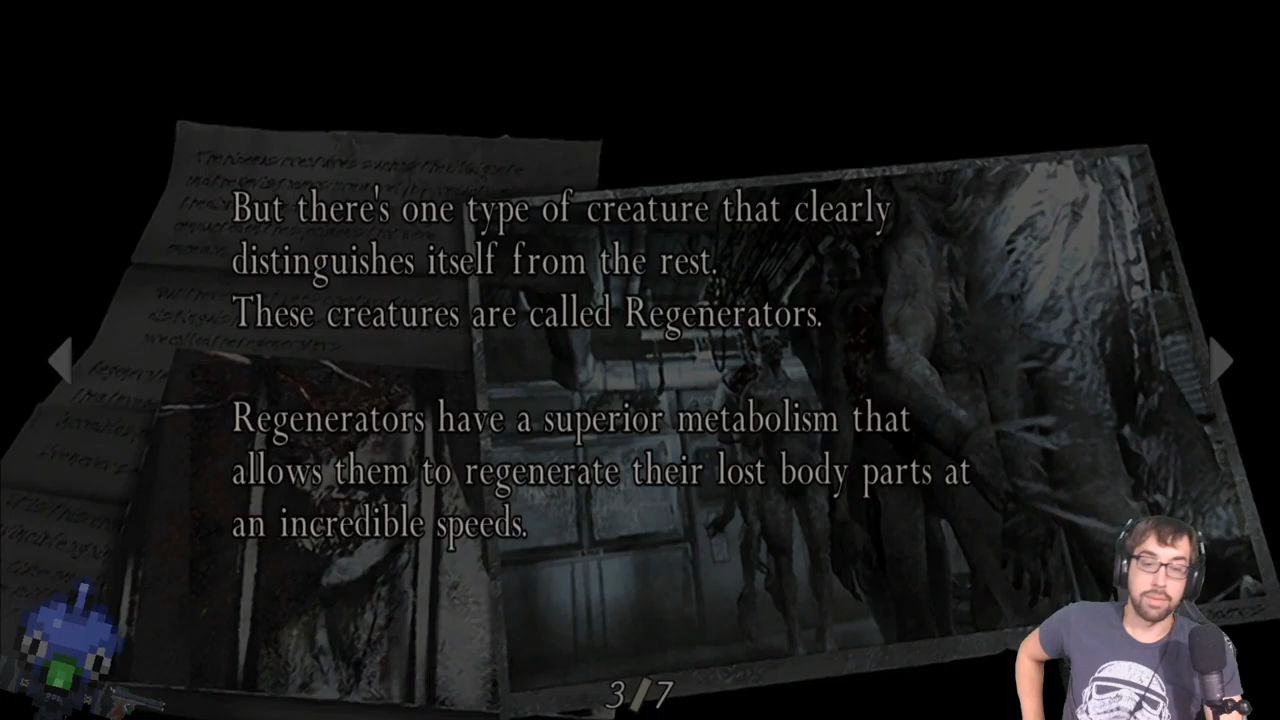 But there's one type of creature that clearly
distinguishes itself from the rest.
These creatures are called Regenerators.
Regenerators have a superior metabolism that
allows them to regenerate their lost body parts at
an incredible speeds.
3/7